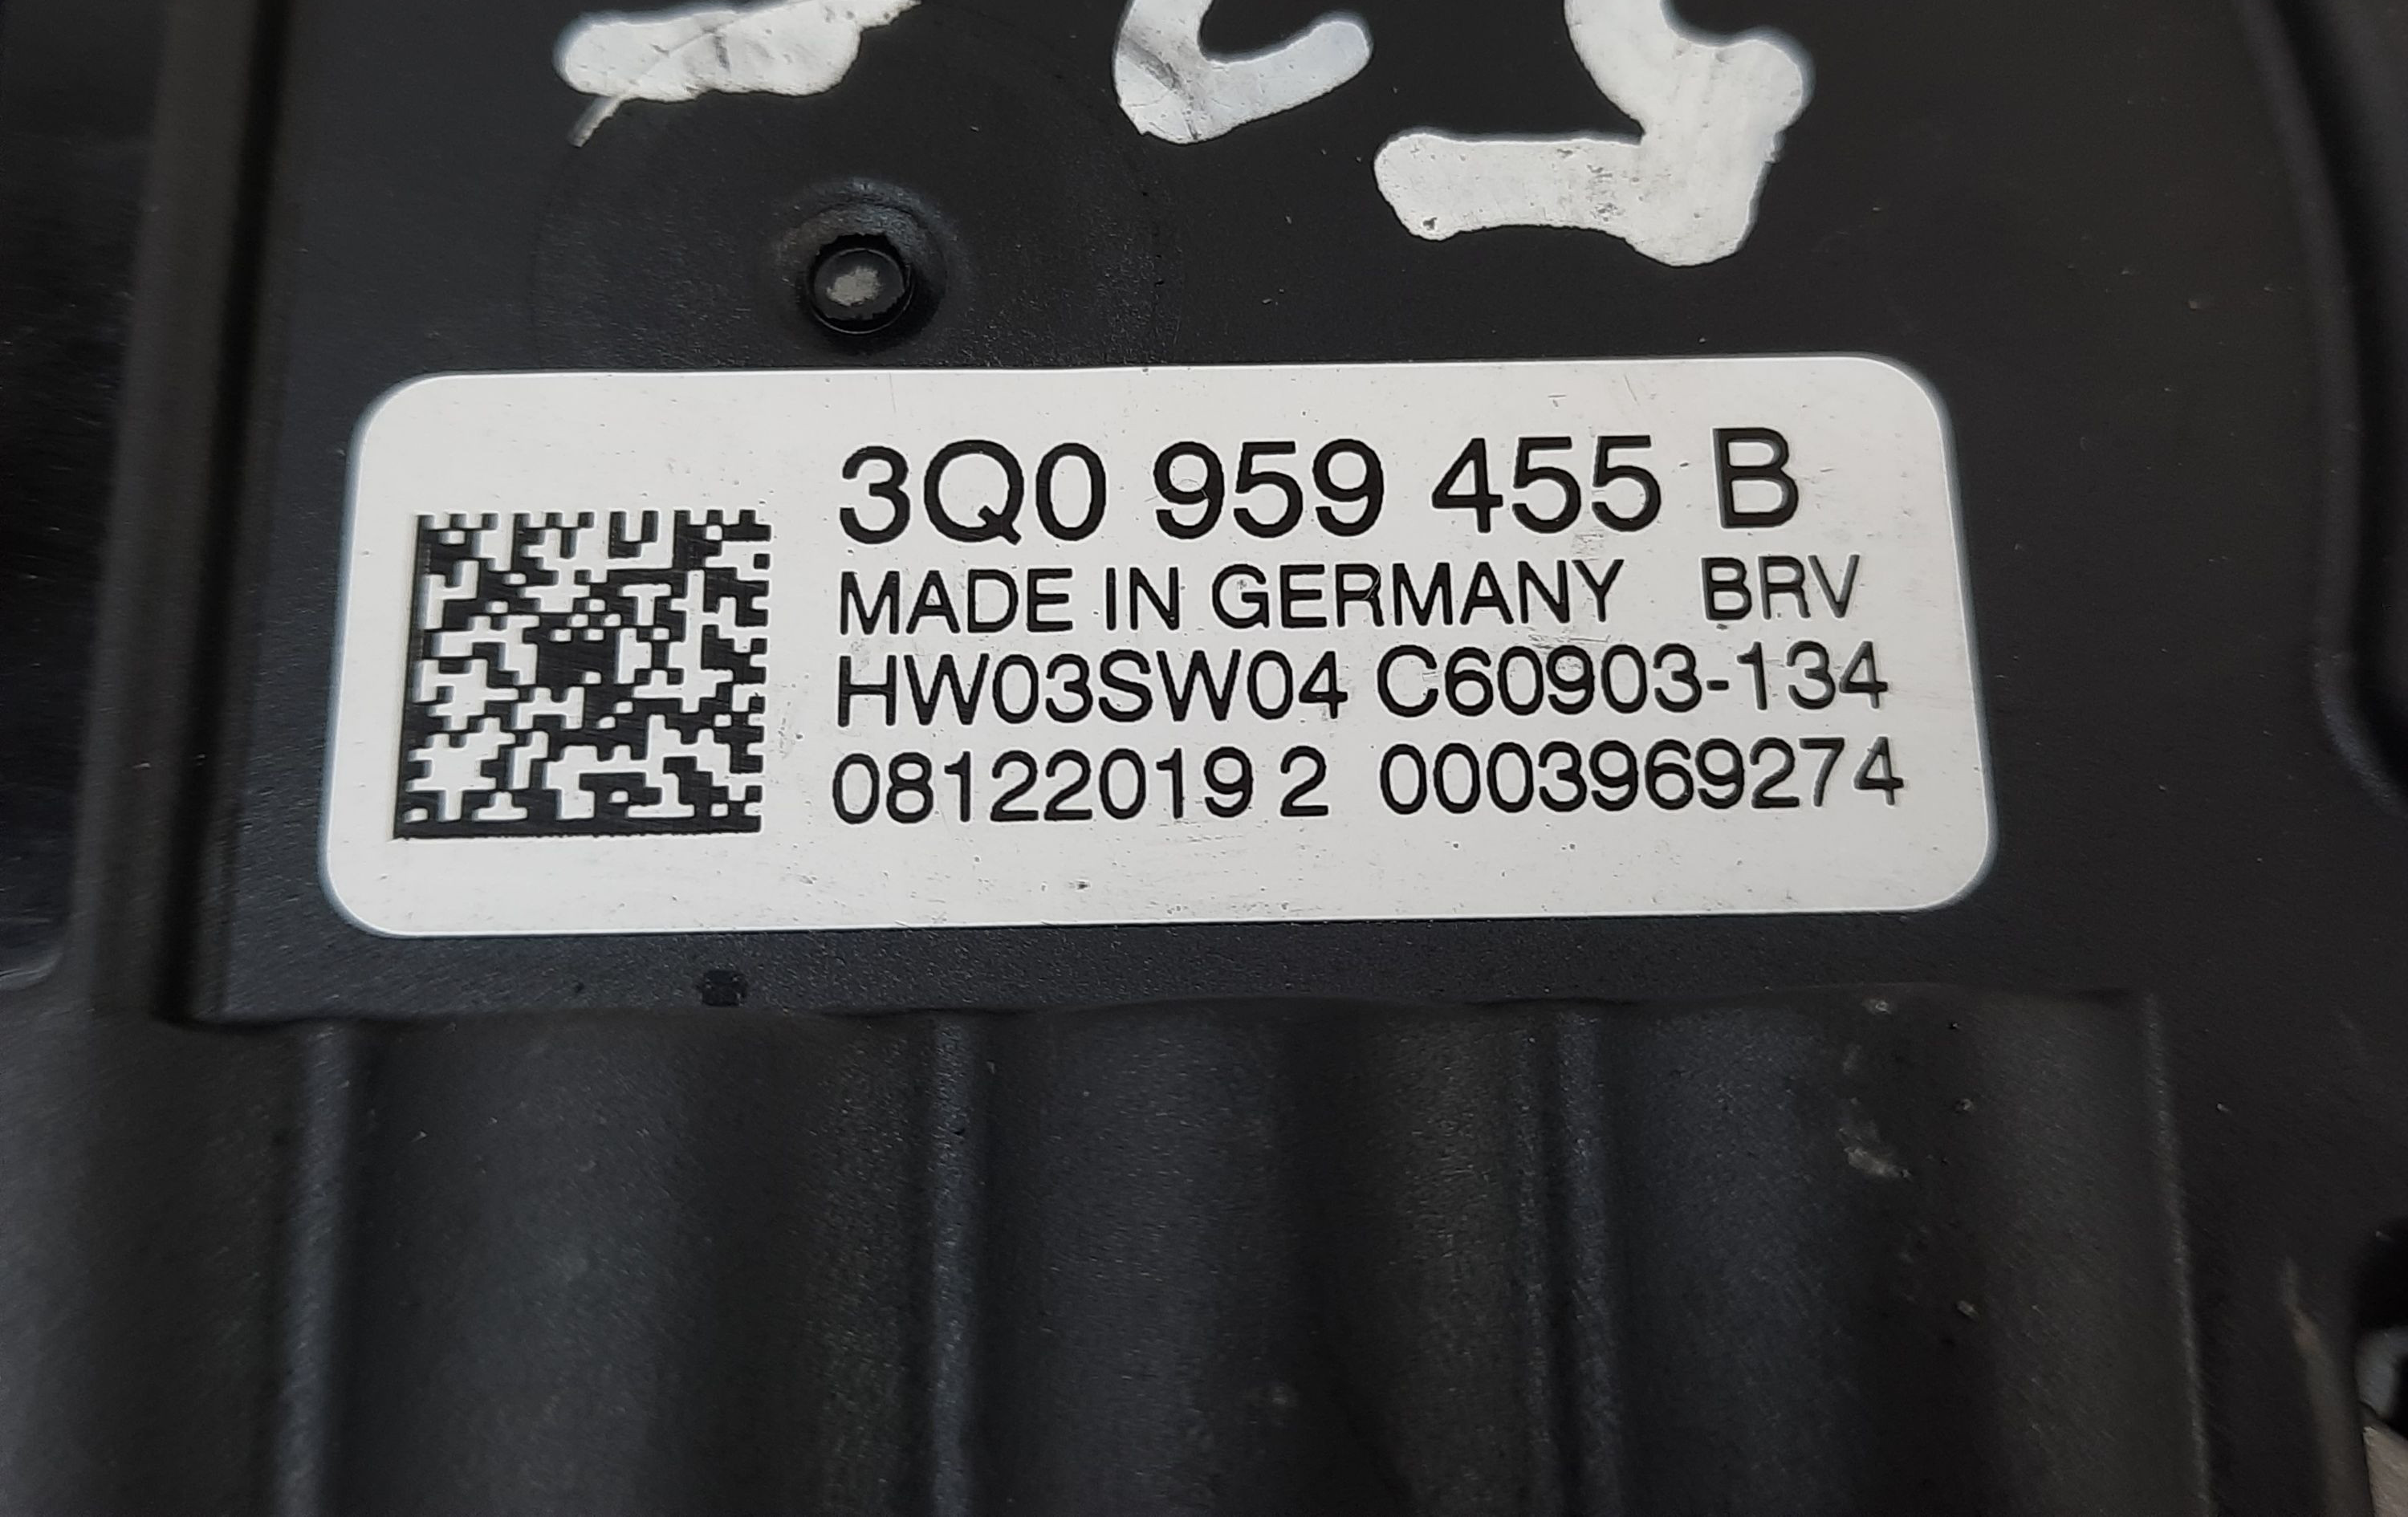 3Q0 959 455 B
MADE IN GERMANY BRV
HW03SW04 C60903-134
08122019 2 0003969274